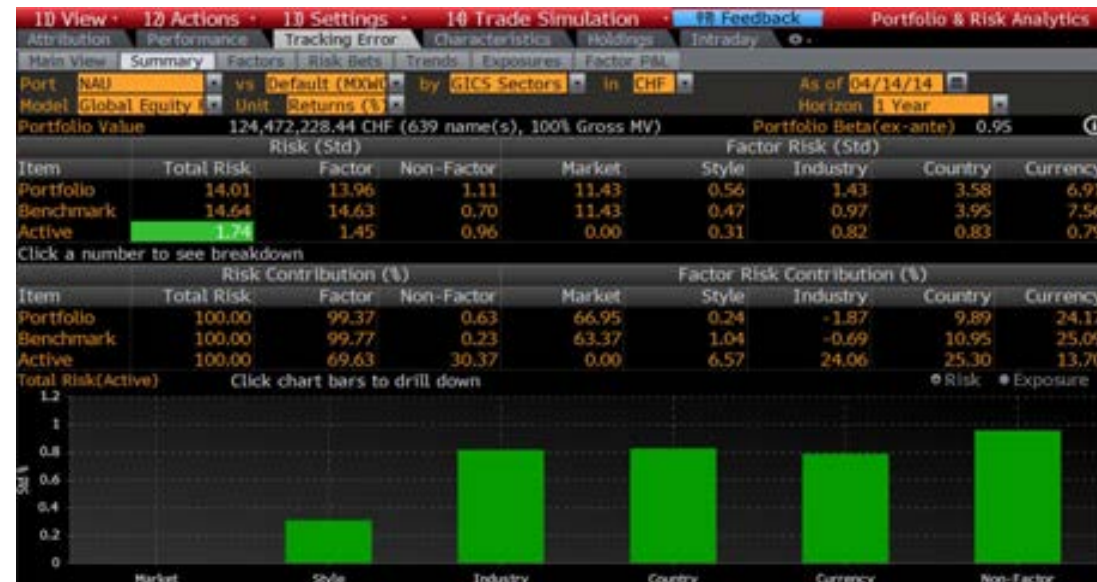 1) View 12) Actions 13) Settings 14) Trade Simulation 99) Feedback Portfolio & Risk Analytics
Attribution Performance Tracking Error Characteristics Holdings Intraday
Main View Summary Factors Risk Bets Trends Exposures Factor P&L
Port NAU vs Default (MXWO by GICS Sectors in CHF As of 04/14/14
Model Global Equity Unit Returns (%) Horizon 1 Year
Portfolio Value 124,472,228.44 CHF (639 name(s), 100% Gross MV) Portfolio Beta(ex-ante) 0.95
Risk (Std) Factor Risk (Std)
Item Total Risk Factor Non-Factor Market Style Industry Country Currency
Portfolio 14.01 13.96 1.11 11.43 0.56 1.43 3.58 6.91
Benchmark 14.64 14.63 0.70 11.43 0.47 0.97 3.95 7.56
Active 1.74 1.45 0.96 0.00 0.31 0.82 0.83 0.79
Click a number to see breakdown
Risk Contribution (%) Factor Risk Contribution (%)
Item Total Risk Factor Non-Factor Market Style Industry Country Currency
Portfolio 100.00 99.37 0.63 66.95 0.24 -1.87 9.89 24.17
Benchmark 100.00 99.77 0.23 63.37 1.04 -0.69 10.95 25.09
Active 100.00 69.63 30.37 0.00 6.57 24.06 25.30 13.70
Total Risk(Active) Click chart bars to drill down Risk Exposure
1.2
1
0.8
0.6
0.4
0.2
0
Std %
Market Style Industry Country Currency Non-Factor